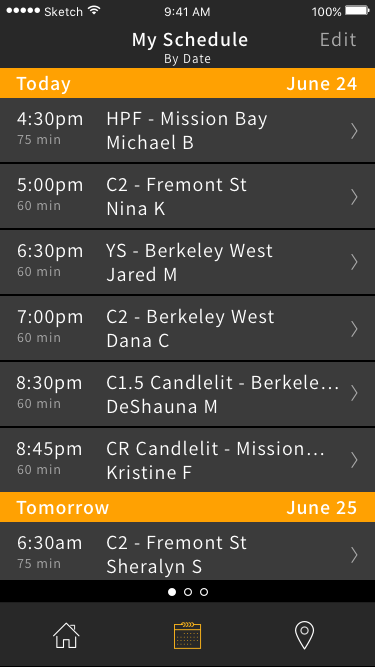 Sketch 9:41 AM 100%
My Schedule Edit
By Date
Today June 24
4:30pm HPF - Mission Bay
75 min Michael B
5:00pm C2 - Fremont St
60 min Nina K
6:30pm YS - Berkeley West
60 min Jared M
7:00pm C2 - Berkeley West
60 min Dana C
8:30pm C1.5 Candlelit - Berkele...
60 min DeShauna M
8:45pm CR Candlelit - Mission...
60 min Kristine F
Tomorrow June 25
6:30am C2 - Fremont St
75 min Sheralyn S